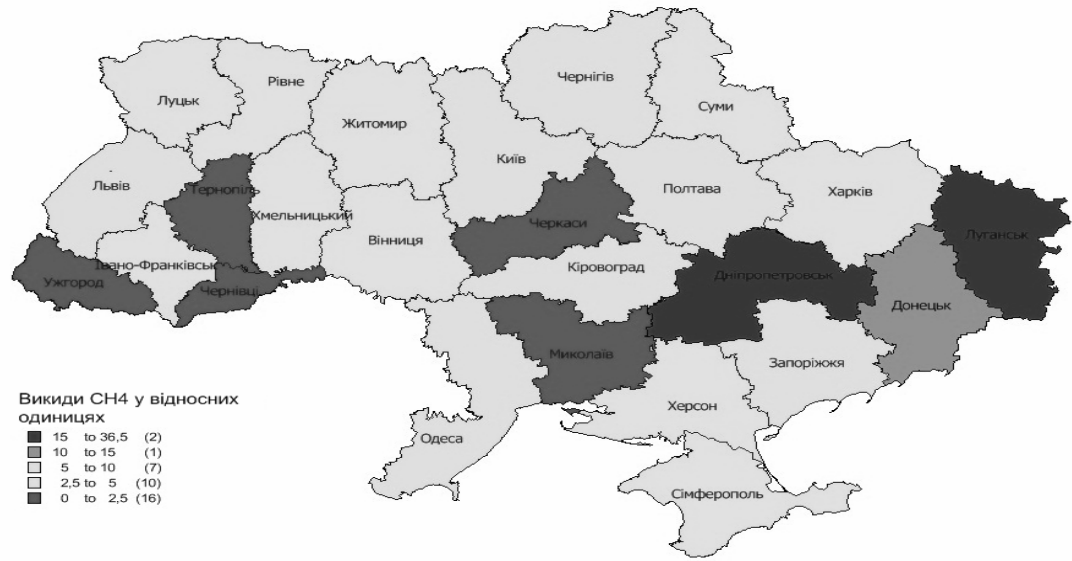 Чернігів
Рівне
Луцьк
Суми
Житомир
Київ
Львів
Тернопіль
Полтава
Харків
Хмельницький
Черкаси
Вінниця
Луганськ
Івано-Франківськ
Кіровоград
Дніпропетровськ
Ужгород
Чернівці
Донецьк
Миколаїв
Запоріжжя
Херсон
Одеса
Сімферополь
Викиди СН4 у відносних
одиницях
15 to 36,5 (2)
10 to 15 (1)
5 to 10 (7)
2,5 to 5 (10)
0 to 2,5 (16)